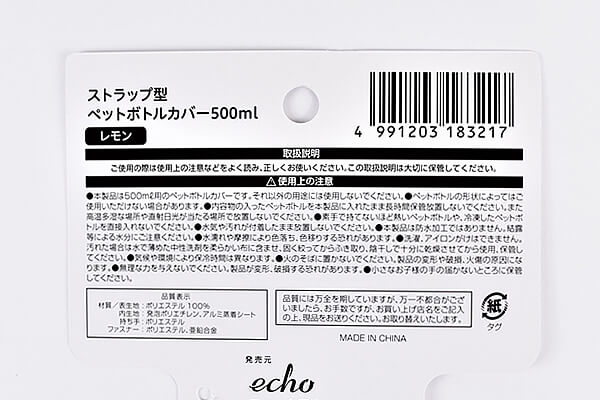 ストラップ型
ペットボトルカバー500ml
レモン
4 991203 183217
取扱説明
ご使用の際は使用上の注意などをよく読み、正しくお使いください。この取扱説明は大切に保管してください。
⚠使用上の注意
●本製品は500ml用のペットボトルカバーです。それ以外の用途には使用しないでください。●ペットボトルの形状によってはご
使用いただけない場合があります。●内容物の入ったペットボトルを本製品に入れたまま長時間保管放置しないでください。また
高温多湿な場所や直射日光が当たる場所で放置しないでください。●素手で持てないほど熱いペットボトルや、冷凍したペットボ
トルを直接入れないでください。●水気や汚れが付着したまま放置しないでください。●本製品は防水加工ではありません。結露
等による水分にご注意ください。●水濡れや摩擦により色落ち、色移りする恐れがあります。●洗濯、アイロンがけはできません。
汚れた場合は水で薄めた中性洗剤を柔らかい布に含ませ、固く絞ってからふき取り、陰干しで十分に乾燥させてから使用、保管し
てください。●気候や環境により保冷時間は異なります。●火のそばに置かないでください。製品の変形や破損、火傷の原因にな
ります。●無理な力を与えないでください。製品が変形、破損する恐れがあります。●小さなお子様の手の届かないところに保管
してください。
品質表示
材質／表生地：ポリエステル 100%
内生地：発泡ポリエチレン、アルミ蒸着シート
持ち手：ポリエステル
ファスナー：ポリエステル、亜鉛合金
品質には万全を期していますが、万一不都合がござ
いましたら、お手数ですが、お買い上げ店名をご記入
の上、現品をお送りください。お取り替えいたします。
MADE IN CHINA
紙
タグ
発売元
echo